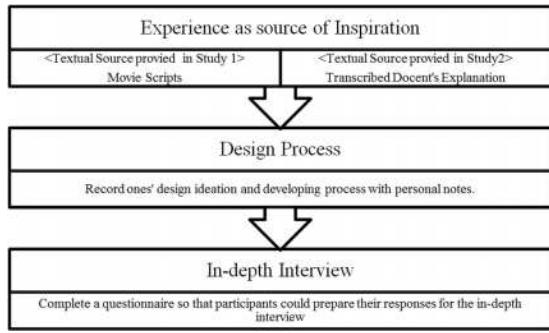 Experience as source of Inspiration
<Textual Source provied in Study 1>
Movie Scripts
<Textual Source provied in Study2>
Transcribed Docent's Explanation
Design Process
Record ones' design ideation and developing process with personal notes.
In-depth Interview
Complete a questionnaire so that participants could prepare their responses for the in-depth
interview